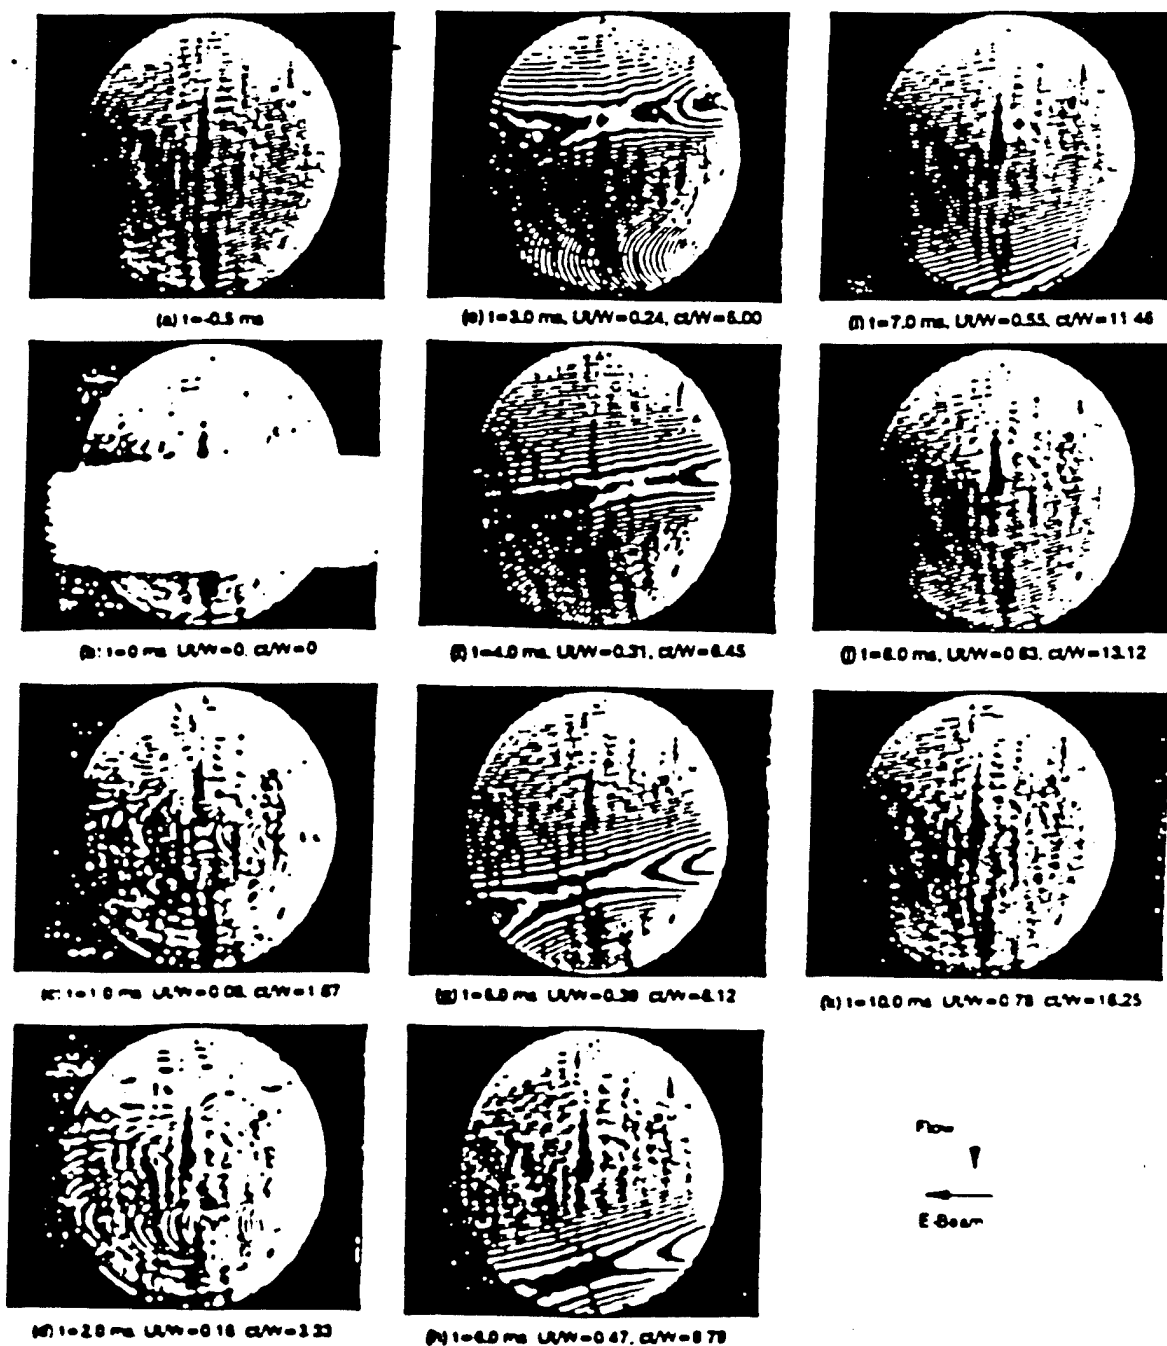 (a) t=-0.5 ms
(e) t=3.0 ms, Ut/W=0.24, ct/W=5.00
(i) t=7.0 ms, Ut/W=0.55, ct/W=11.46
(b) t=0 ms Ut/W=0, ct/W=0
(f) t=4.0 ms, Ut/W=0.31, ct/W=6.45
(j) t=8.0 ms, Ut/W=0.63, ct/W=13.12
(c) t=1.0 ms Ut/W=0.08, ct/W=1.67
(g) t=5.0 ms Ut/W=0.39 ct/W=8.12
(k) t=10.0 ms Ut/W=0.78 ct/W=16.25
Flow
E-Beam
(d) t=2.0 ms Ut/W=0.16 ct/W=3.33
(h) t=6.0 ms Ut/W=0.47, ct/W=9.79